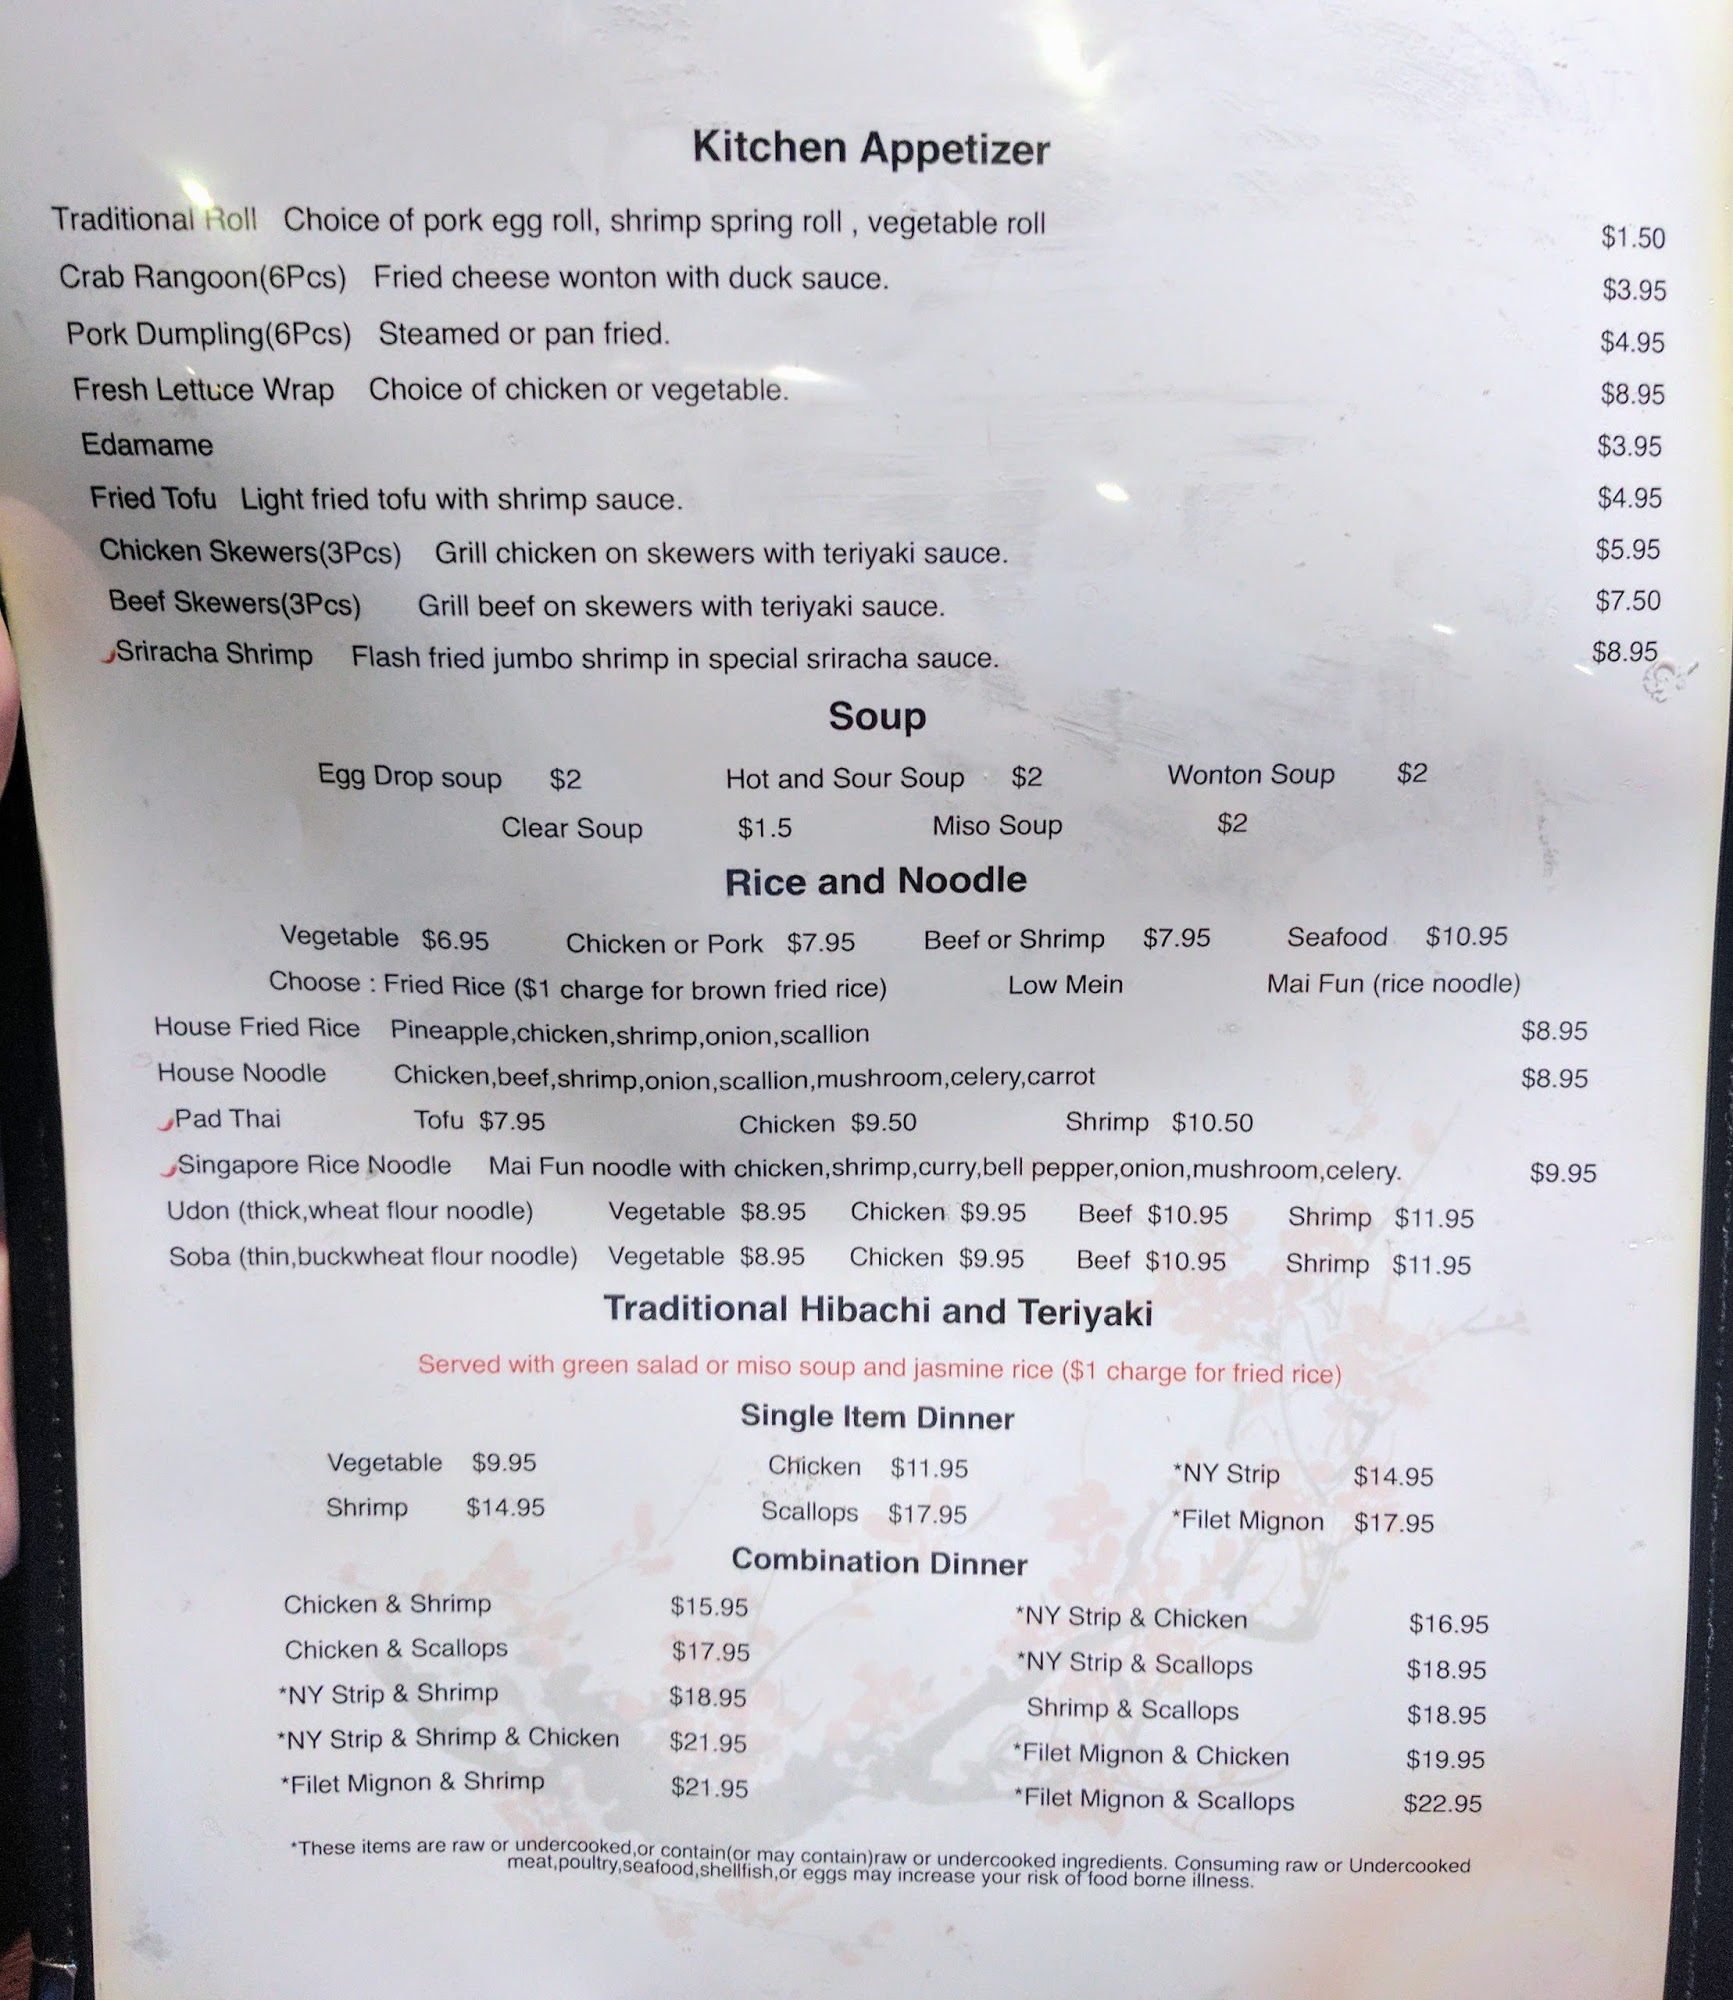 Kitchen Appetizer
Traditional Roll Choice of pork egg roll, shrimp spring roll , vegetable roll $1.50
Crab Rangoon(6Pcs) Fried cheese wonton with duck sauce. $3.95
Pork Dumpling(6Pcs) Steamed or pan fried. $4.95
Fresh Lettuce Wrap Choice of chicken or vegetable. $8.95
Edamame $3.95
Fried Tofu Light fried tofu with shrimp sauce. $4.95
Chicken Skewers(3Pcs) Grill chicken on skewers with teriyaki sauce. $5.95
Beef Skewers(3Pcs) Grill beef on skewers with teriyaki sauce. $7.50
Sriracha Shrimp Flash fried jumbo shrimp in special sriracha sauce. $8.95
Soup
Egg Drop soup $2 Hot and Sour Soup $2 Wonton Soup $2
Clear Soup $1.5 Miso Soup $2
Rice and Noodle
Vegetable $6.95 Chicken or Pork $7.95 Beef or Shrimp $7.95 Seafood $10.95
Choose : Fried Rice ($1 charge for brown fried rice) Low Mein Mai Fun (rice noodle)
House Fried Rice Pineapple,chicken,shrimp,onion,scallion $8.95
House Noodle Chicken,beef,shrimp,onion,scallion,mushroom,celery,carrot $8.95
Pad Thai Tofu $7.95 Chicken $9.50 Shrimp $10.50
Singapore Rice Noodle Mai Fun noodle with chicken,shrimp,curry,bell pepper,onion,mushroom,celery. $9.95
Udon (thick,wheat flour noodle) Vegetable $8.95 Chicken $9.95 Beef $10.95 Shrimp $11.95
Soba (thin,buckwheat flour noodle) Vegetable $8.95 Chicken $9.95 Beef $10.95 Shrimp $11.95
Traditional Hibachi and Teriyaki
Served with green salad or miso soup and jasmine rice ($1 charge for fried rice)
Single Item Dinner
Vegetable $9.95 Chicken $11.95 *NY Strip $14.95
Shrimp $14.95 Scallops $17.95 *Filet Mignon $17.95
Combination Dinner
Chicken & Shrimp $15.95 *NY Strip & Chicken $16.95
Chicken & Scallops $17.95 *NY Strip & Scallops $18.95
*NY Strip & Shrimp $18.95 Shrimp & Scallops $18.95
*NY Strip & Shrimp & Chicken $21.95 *Filet Mignon & Chicken $19.95
*Filet Mignon & Shrimp $21.95 *Filet Mignon & Scallops $22.95
*These items are raw or undercooked,or contain(or may contain)raw or undercooked ingredients. Consuming raw or Undercooked
meat,poultry,seafood,shellfish,or eggs may increase your risk of food borne illness.